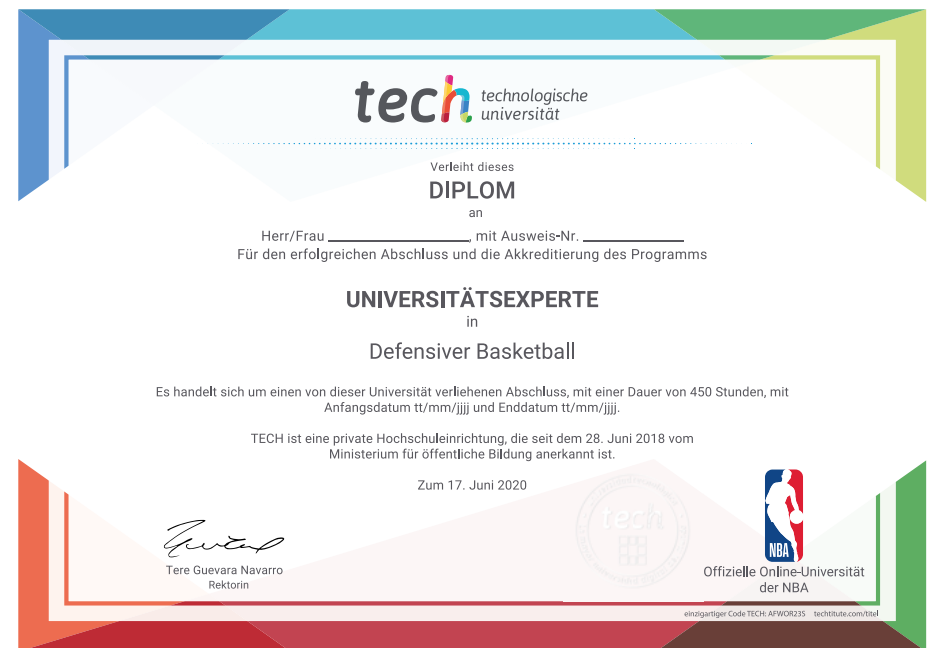 tech technologische
universität
Verleiht dieses
DIPLOM
an
Herr/Frau ____________________, mit Ausweis-Nr. ______________
Für den erfolgreichen Abschluss und die Akkreditierung des Programms
UNIVERSITÄTSEXPERTE
in
Defensiver Basketball
Es handelt sich um einen von dieser Universität verliehenen Abschluss, mit einer Dauer von 450 Stunden, mit
Anfangsdatum tt/mm/jjjj und Enddatum tt/mm/jjjj.
TECH ist eine private Hochschuleinrichtung, die seit dem 28. Juni 2018 vom
Ministerium für öffentliche Bildung anerkannt ist.
Zum 17. Juni 2020
tech
NBA
Tere Guevara Navarro
Rektorin
Offizielle Online-Universität
der NBA
einzigartiger Code TECH: AFWOR23S techtitute.com/titel